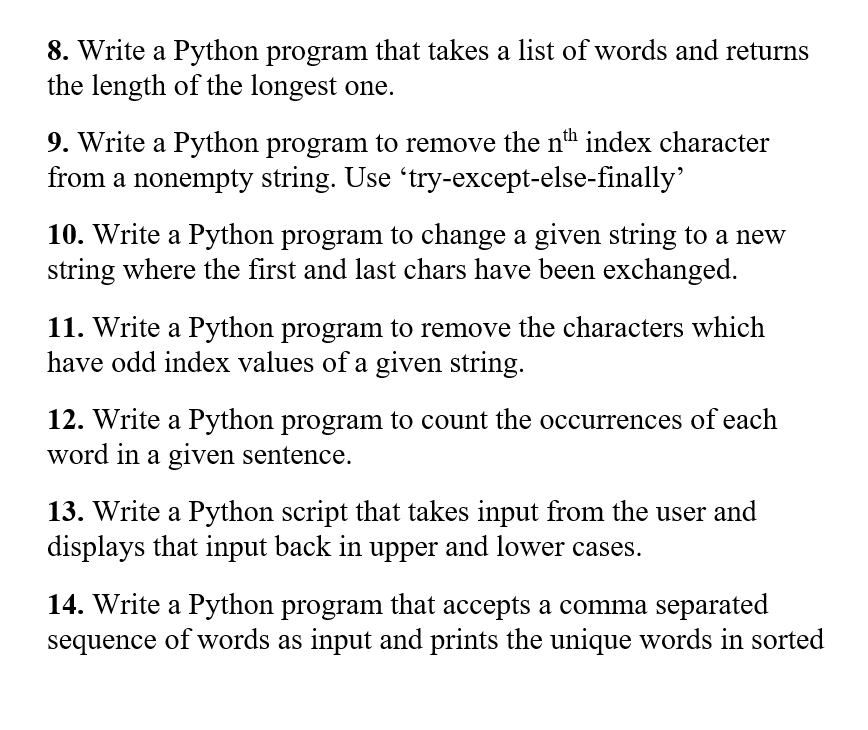 8. Write a Python program that takes a list of words and returns
the length of the longest one.
9. Write a Python program to remove the nth index character
from a nonempty string. Use ‘try-except-else-finally’
10. Write a Python program to change a given string to a new
string where the first and last chars have been exchanged.
11. Write a Python program to remove the characters which
have odd index values of a given string.
12. Write a Python program to count the occurrences of each
word in a given sentence.
13. Write a Python script that takes input from the user and
displays that input back in upper and lower cases.
14. Write a Python program that accepts a comma separated
sequence of words as input and prints the unique words in sorted